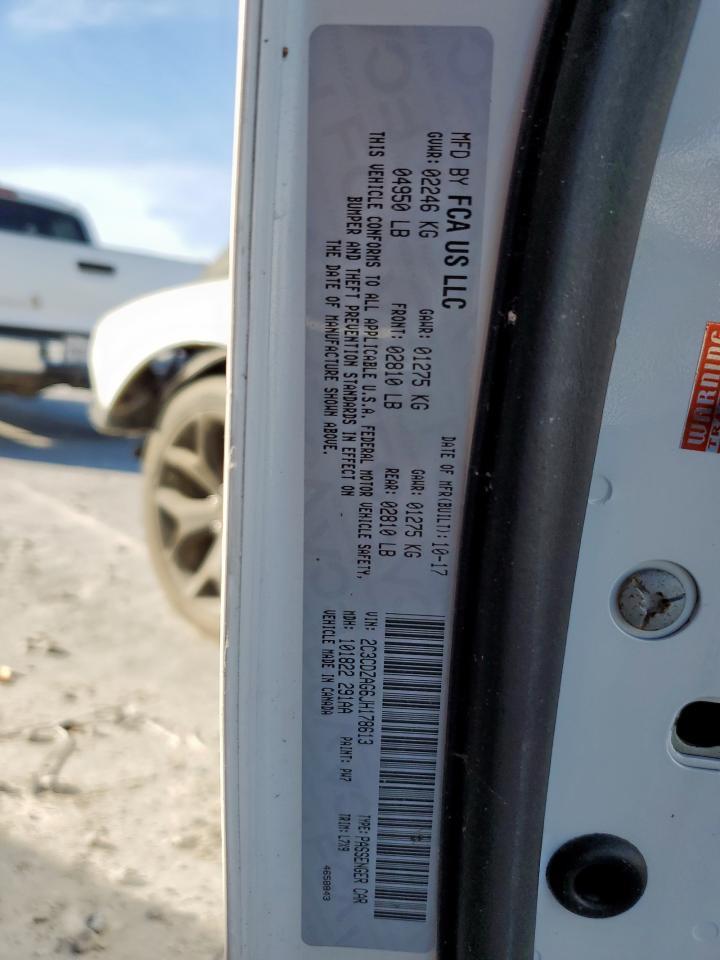 MFD BY FCA US LLC
DATE OF MFR(BUILT): 10-17
GVWR: 02246 KG GAWR: 01275 KG GAWR: 01275 KG
04950 LB FRONT: 02810 LB REAR: 02810 LB
THIS VEHICLE CONFORMS TO ALL APPLICABLE U.S.A. FEDERAL MOTOR VEHICLE SAFETY,
BUMPER AND THEFT PREVENTION STANDARDS IN EFFECT ON
THE DATE OF MANUFACTURE SHOWN ABOVE.
VIN: 2C3CDZAG6JH178613 TYPE: PASSENGER CAR
MDH: 101822 291AA PAINT: PW7 TRIM: L7X9
VEHICLE MADE IN CANADA
4658843
WARNING